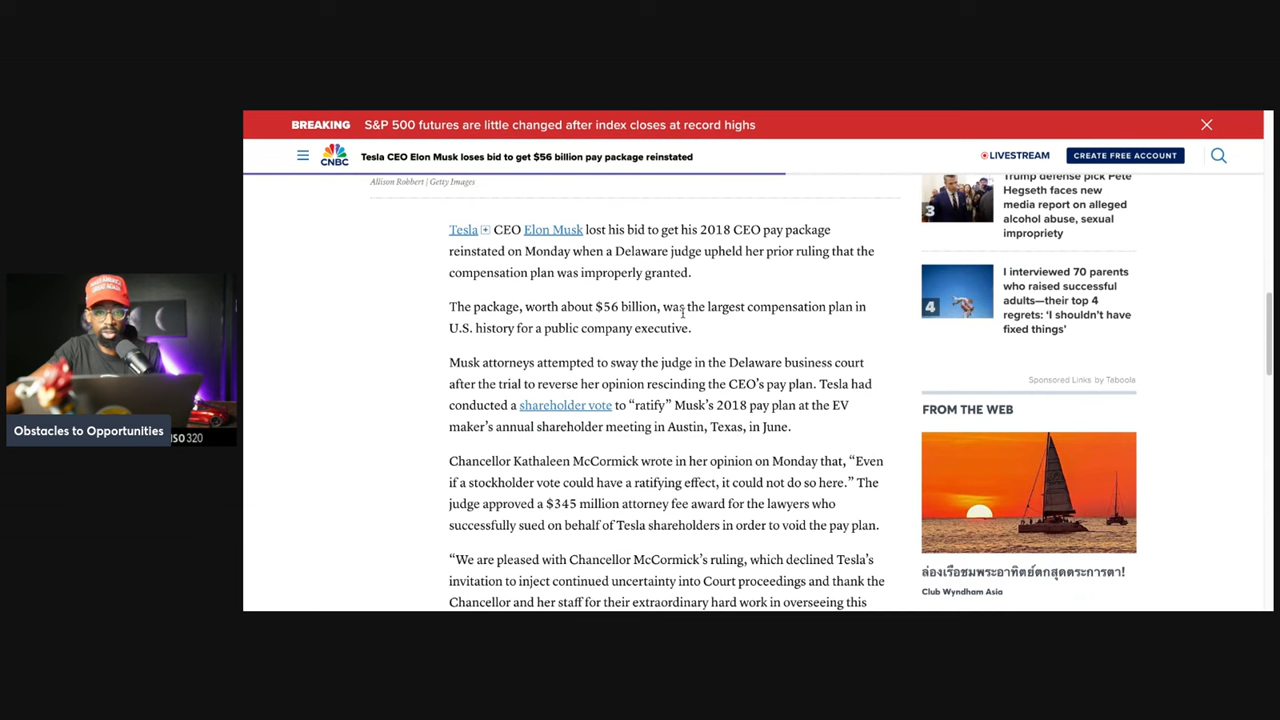 BREAKING S&P 500 futures are little changed after index closes at record highs
CNBC
Tesla CEO Elon Musk loses bid to get $56 billion pay package reinstated
LIVESTREAM
CREATE FREE ACCOUNT
Allison Robbert | Getty Images
Tesla CEO Elon Musk lost his bid to get his 2018 CEO pay package
reinstated on Monday when a Delaware judge upheld her prior ruling that the
compensation plan was improperly granted.
The package, worth about $56 billion, was the largest compensation plan in
U.S. history for a public company executive.
Musk attorneys attempted to sway the judge in the Delaware business court
after the trial to reverse her opinion rescinding the CEO’s pay plan. Tesla had
conducted a shareholder vote to “ratify” Musk’s 2018 pay plan at the EV
maker’s annual shareholder meeting in Austin, Texas, in June.
Chancellor Kathaleen McCormick wrote in her opinion on Monday that, “Even
if a stockholder vote could have a ratifying effect, it could not do so here.” The
judge approved a $345 million attorney fee award for the lawyers who
successfully sued on behalf of Tesla shareholders in order to void the pay plan.
“We are pleased with Chancellor McCormick’s ruling, which declined Tesla’s
invitation to inject continued uncertainty into Court proceedings and thank the
Chancellor and her staff for their extraordinary hard work in overseeing this
3
Trump defense pick Pete
Hegseth faces new
media report on alleged
alcohol abuse, sexual
impropriety
4
I interviewed 70 parents
who raised successful
adults—their top 4
regrets: ‘I shouldn’t have
fixed things’
Sponsored Links by Taboola
FROM THE WEB
ล่องเรือชมพระอาทิตย์ตกสุดตระการตา!
Club Wyndham Asia
Obstacles to Opportunities
ISO 320